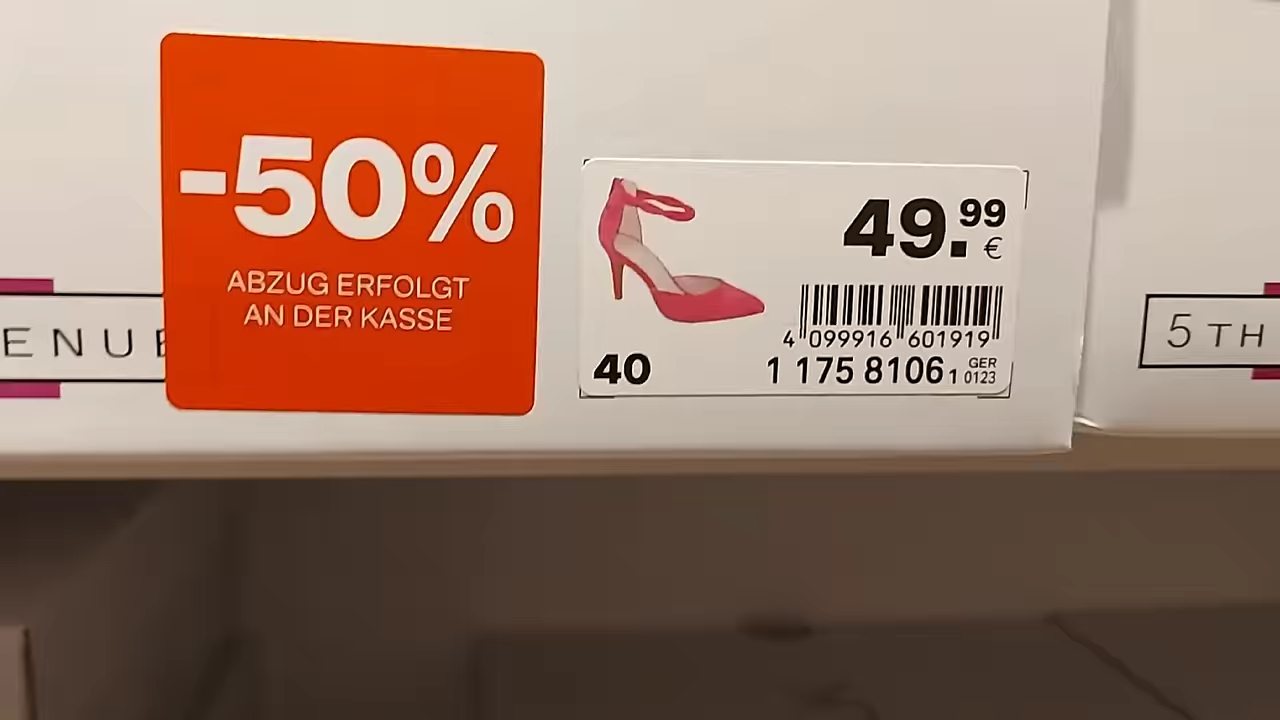 -50%
ABZUG ERFOLGT
AN DER KASSE
ENUE
49.99
€
4 099916 601919
40
1 175 8106 1 GER 0123
5TH